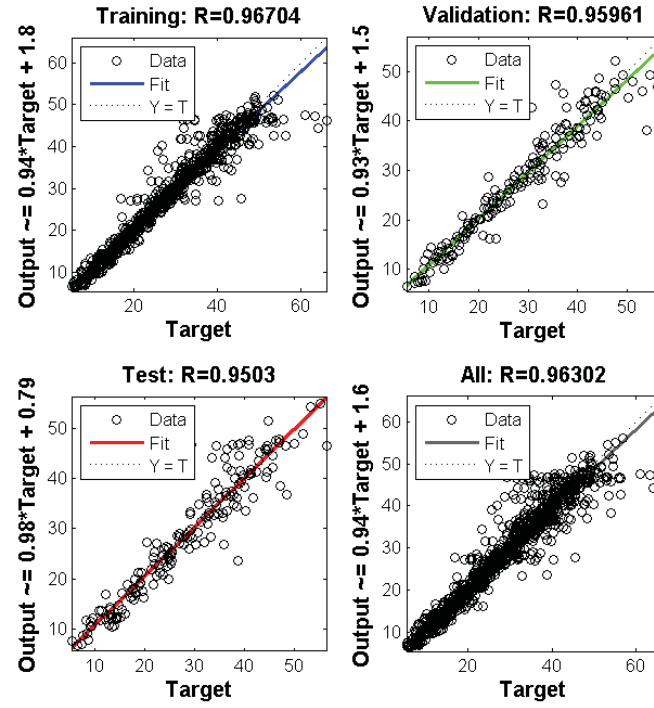 Training: R=0.96704
Output ~= 0.94*Target + 1.8
60
50
40
30
20
10
Data
Fit
Y = T
20
40
60
Target
Validation: R=0.95961
Output ~= 0.93*Target + 1.5
50
40
30
20
10
Data
Fit
Y = T
10
20
30
40
50
Target
Test: R=0.9503
Output ~= 0.98*Target + 0.79
50
40
30
20
10
Data
Fit
Y = T
10
20
30
40
50
Target
All: R=0.96302
Output ~= 0.94*Target + 1.6
60
50
40
30
20
10
Data
Fit
Y = T
20
40
60
Target